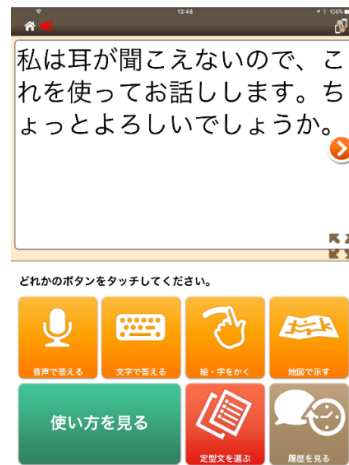 12:48
100%
私は耳が聞こえないので、こ
れを使ってお話しします。ち
ょっとよろしいでしょうか。
どれかのボタンをタッチしてください。
音声で答える
文字で答える
絵・字をかく
地図で示す
使い方を見る
定型文を選ぶ
履歴を見る